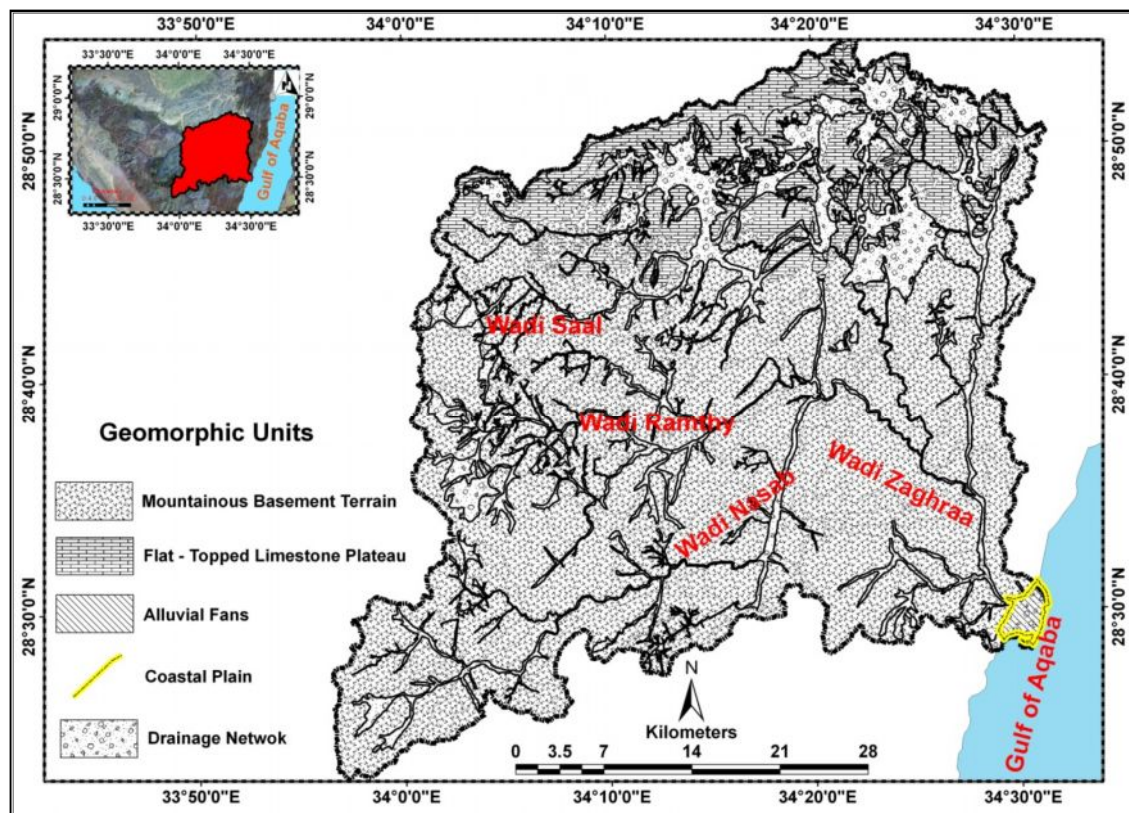 33°50'0"E 34°0'0"E 34°10'0"E 34°20'0"E 34°30'0"E
33°30'0"E 34°0'0"E 34°30'0"E
29°0'0"N
28°30'0"N
29°0'0"N
28°30'0"N
Gulf of Aqaba
33°30'0"E 34°0'0"E 34°30'0"E
28°50'0"N
28°40'0"N
28°30'0"N
28°50'0"N
28°40'0"N
28°30'0"N
Wadi Saal
Wadi Ramthy
Wadi Nasab
Wadi Zaghraa
Gulf of Aqaba
Geomorphic Units
Mountainous Basement Terrain
Flat - Topped Limestone Plateau
Alluvial Fans
Coastal Plain
Drainage Netwok
N
Kilometers
0 3.5 7 14 21 28
33°50'0"E 34°0'0"E 34°10'0"E 34°20'0"E 34°30'0"E